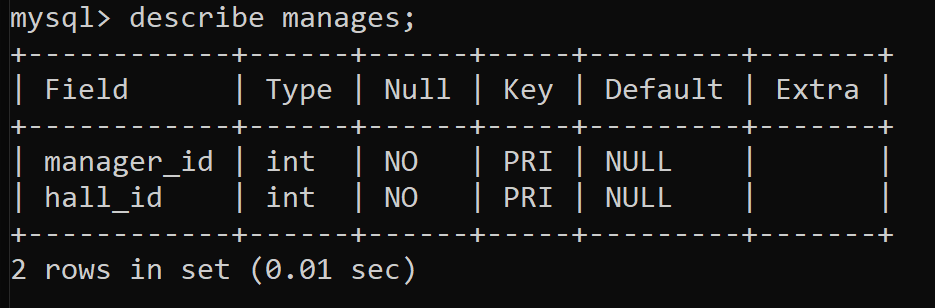 mysql> describe manages;
+------------+------+------+-----+---------+-------+
| Field      | Type | Null | Key | Default | Extra |
+------------+------+------+-----+---------+-------+
| manager_id | int  | NO   | PRI | NULL    |       |
| hall_id    | int  | NO   | PRI | NULL    |       |
+------------+------+------+-----+---------+-------+
2 rows in set (0.01 sec)